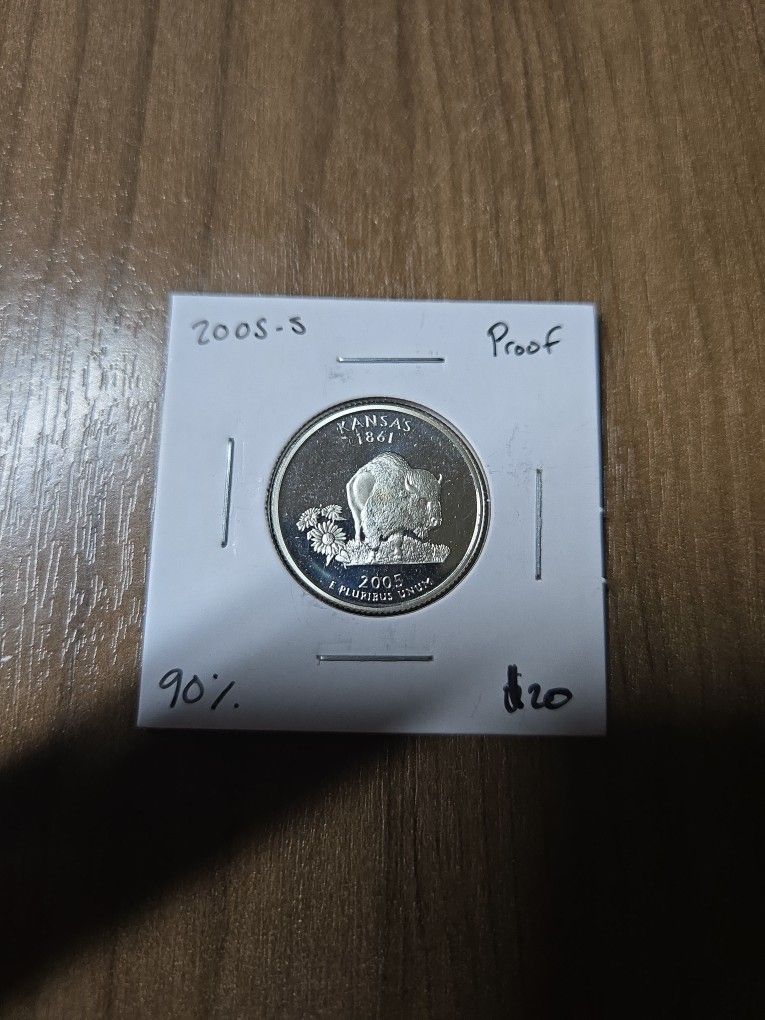 2005-S
Proof
KANSAS
1861
2005
E PLURIBUS UNUM
90%.
$20